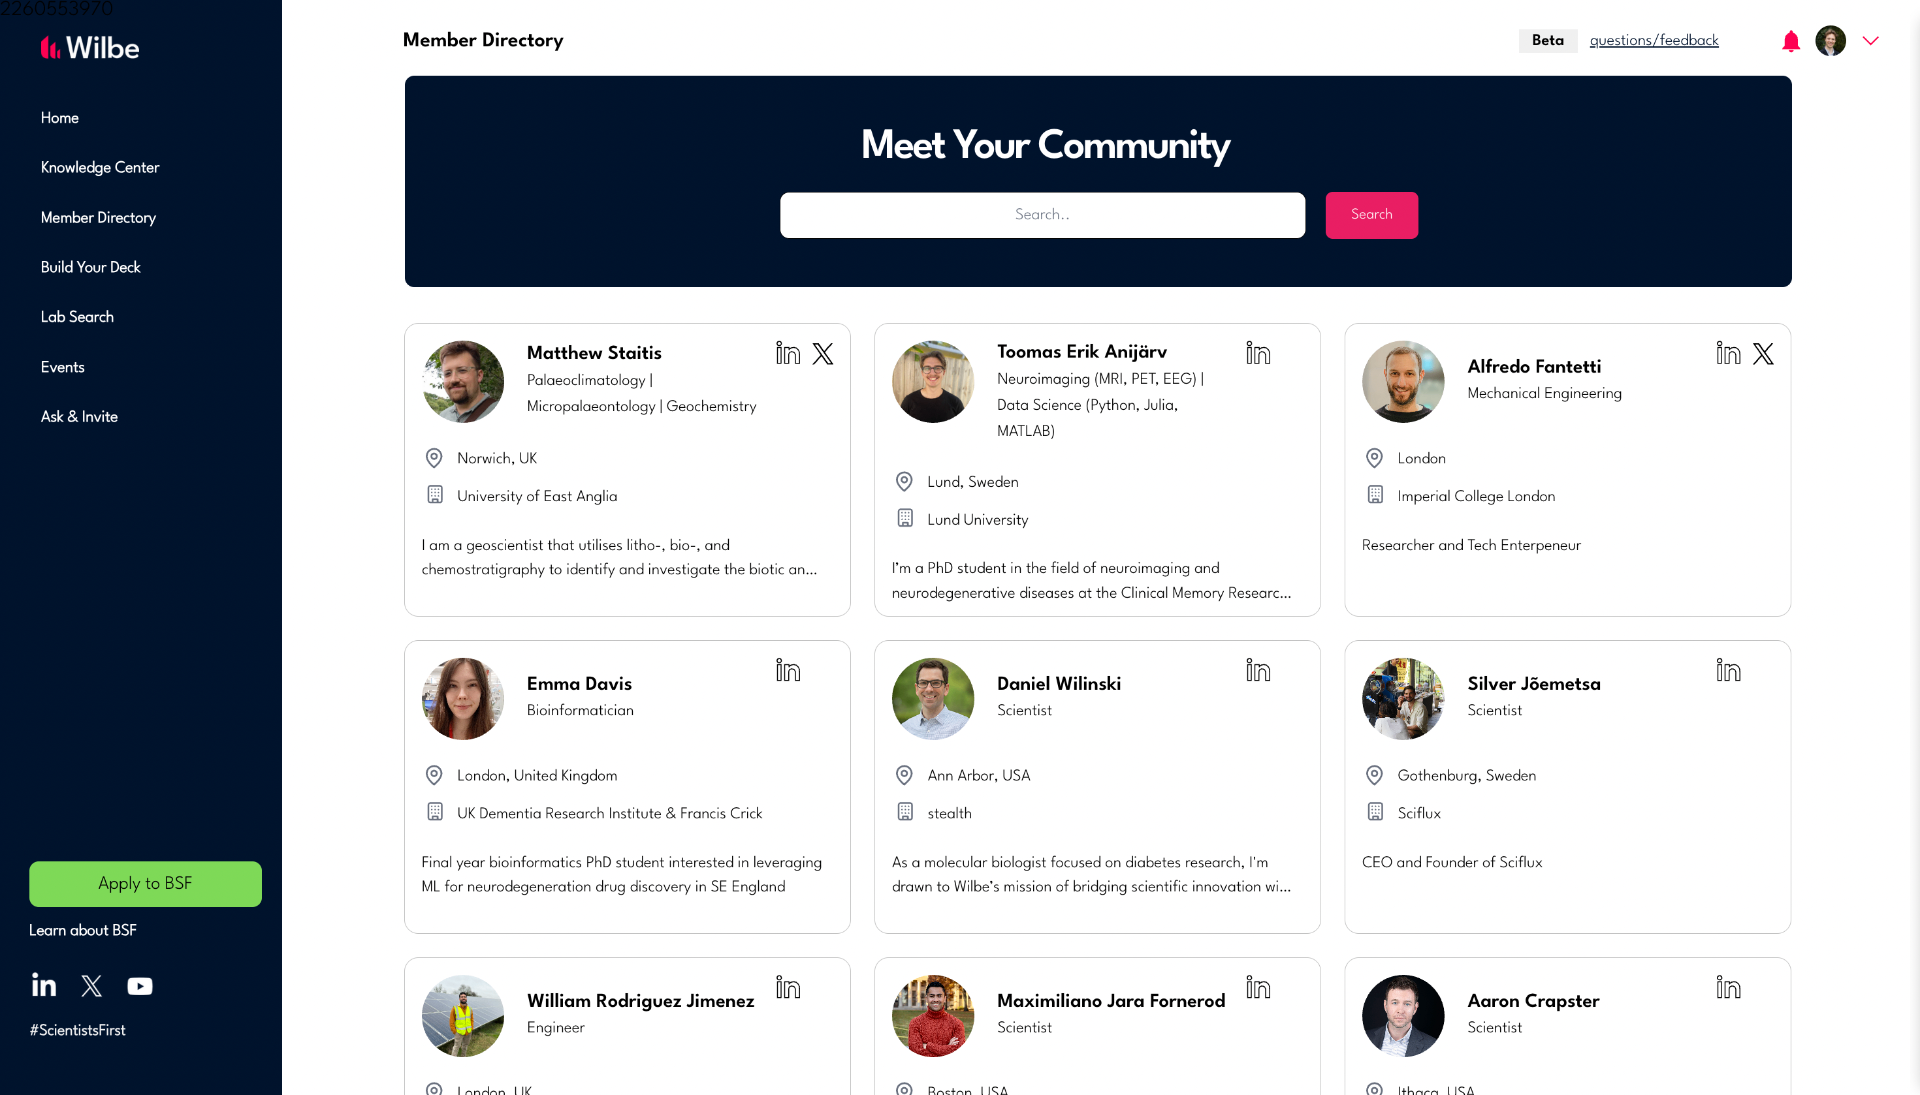 2260553970
Wilbe
Home
Knowledge Center
Member Directory
Build Your Deck
Lab Search
Events
Ask & Invite
Apply to BSF
Learn about BSF
#ScientistsFirst
Member Directory
Beta
questions/feedback
Meet Your Community
Search..
Search
Matthew Staitis
Palaeoclimatology |
Micropalaeontology | Geochemistry
Norwich, UK
University of East Anglia
I am a geoscientist that utilises litho-, bio-, and
chemostratigraphy to identify and investigate the biotic an...
Toomas Erik Anijärv
Neuroimaging (MRI, PET, EEG) |
Data Science (Python, Julia,
MATLAB)
Lund, Sweden
Lund University
I'm a PhD student in the field of neuroimaging and
neurodegenerative diseases at the Clinical Memory Researc...
Alfredo Fantetti
Mechanical Engineering
London
Imperial College London
Researcher and Tech Enterpeneur
Emma Davis
Bioinformatician
London, United Kingdom
UK Dementia Research Institute & Francis Crick
Final year bioinformatics PhD student interested in leveraging
ML for neurodegeneration drug discovery in SE England
Daniel Wilinski
Scientist
Ann Arbor, USA
stealth
As a molecular biologist focused on diabetes research, I'm
drawn to Wilbe's mission of bridging scientific innovation wi...
Silver Jõemetsa
Scientist
Gothenburg, Sweden
Sciflux
CEO and Founder of Sciflux
William Rodriguez Jimenez
Engineer
London, UK
Maximiliano Jara Fornerod
Scientist
Boston, USA
Aaron Crapster
Scientist
Ithaca, USA